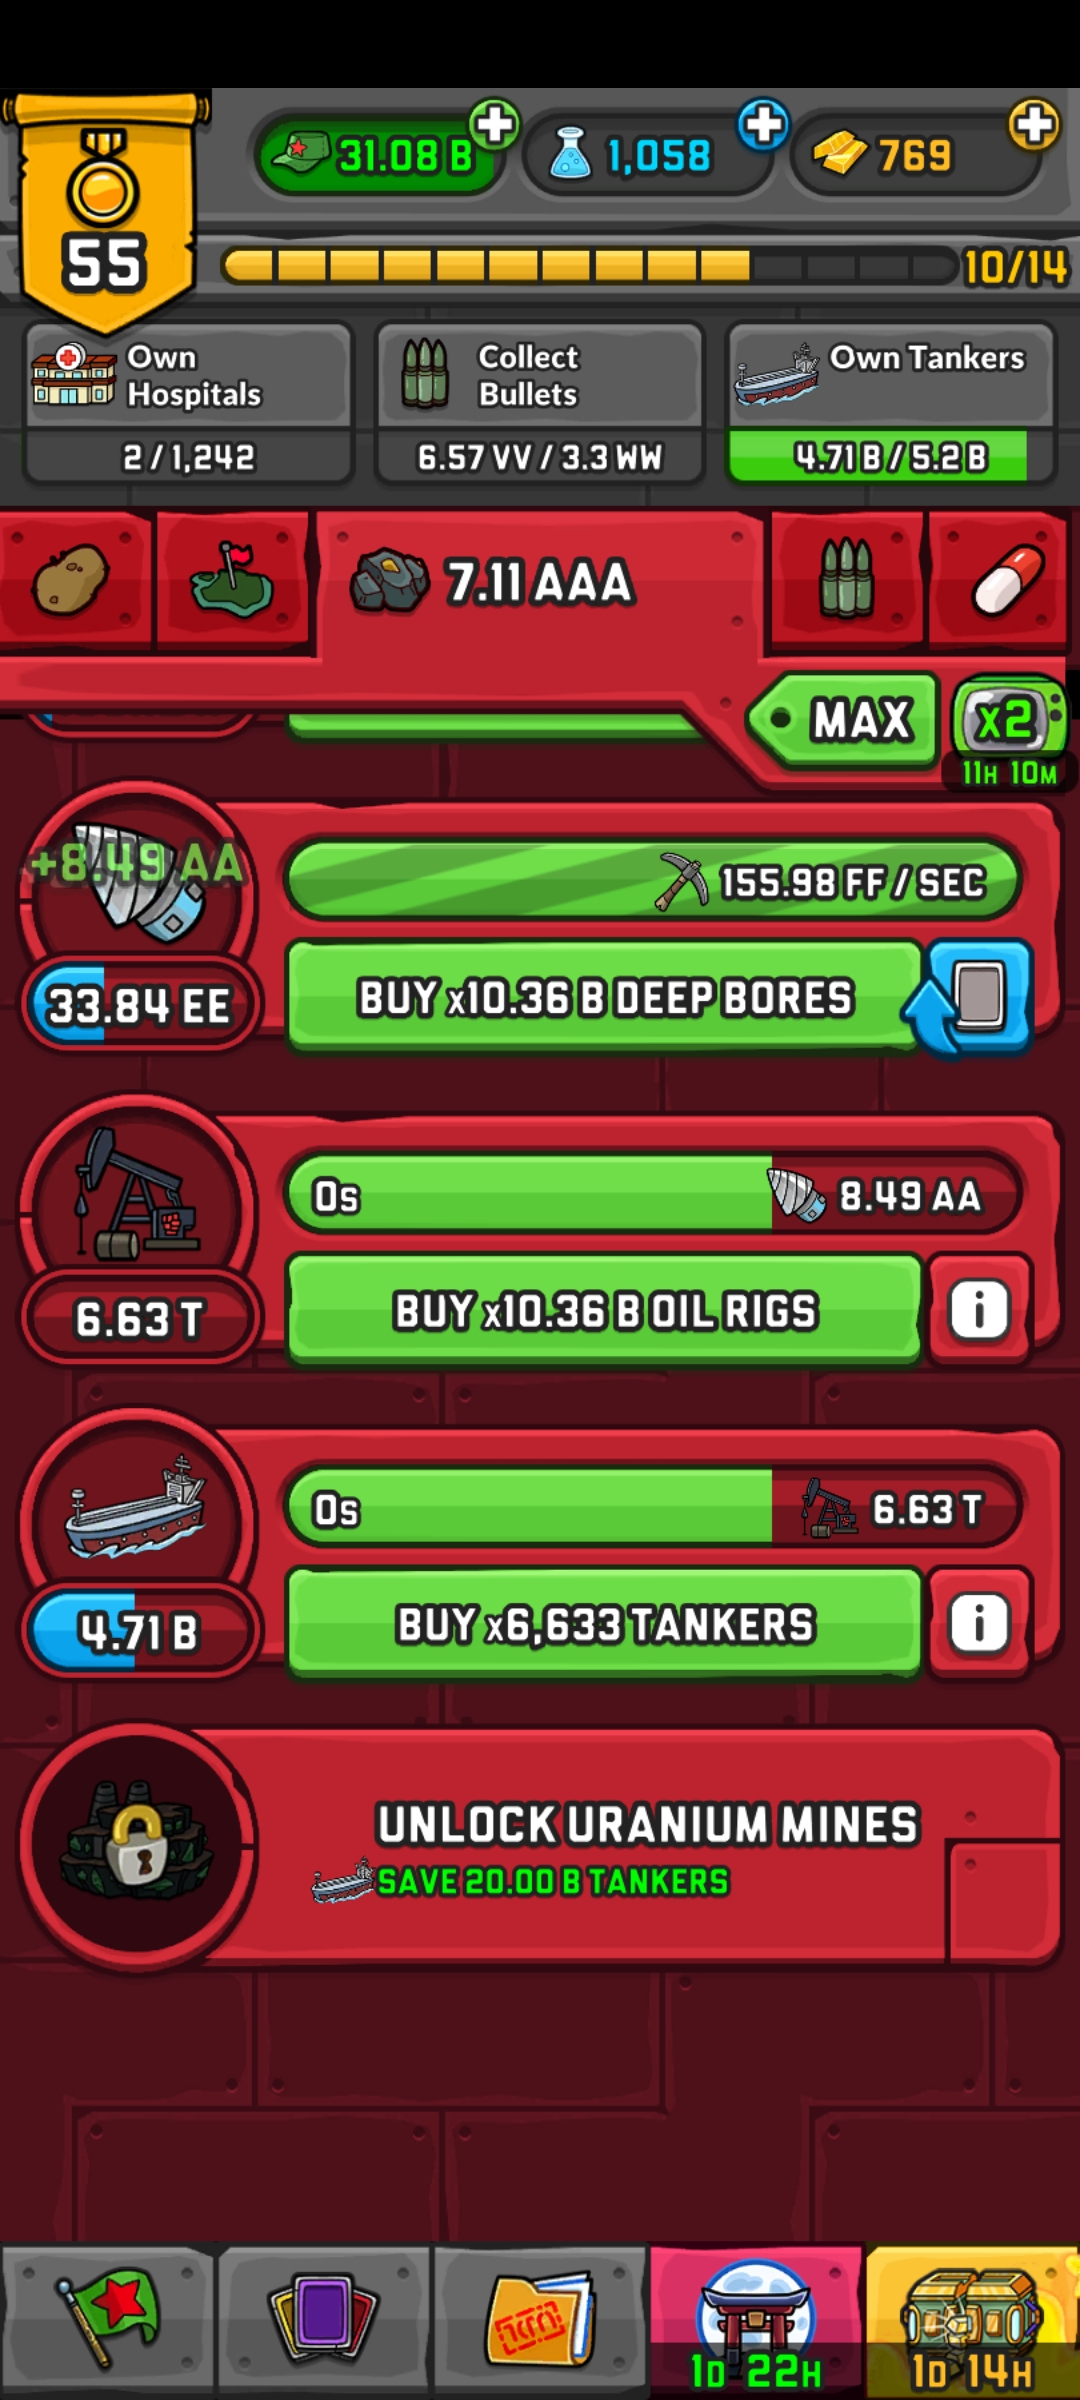 31.08 B
1,058
769
55
10/14
Own
Hospitals
2 / 1,242
Collect
Bullets
6.57 VV / 3.3 WW
Own Tankers
4.71 B / 5.2 B
7.11 AAA
MAX
x2
11H 10M
+8.49 AA
155.98 FF / SEC
33.84 EE
BUY x10.36 B DEEP BORES
0s
8.49 AA
6.63 T
BUY x10.36 B OIL RIGS
i
0s
6.63 T
4.71 B
BUY x6,633 TANKERS
i
UNLOCK URANIUM MINES
SAVE 20.00 B TANKERS
1D 22H
1D 14H